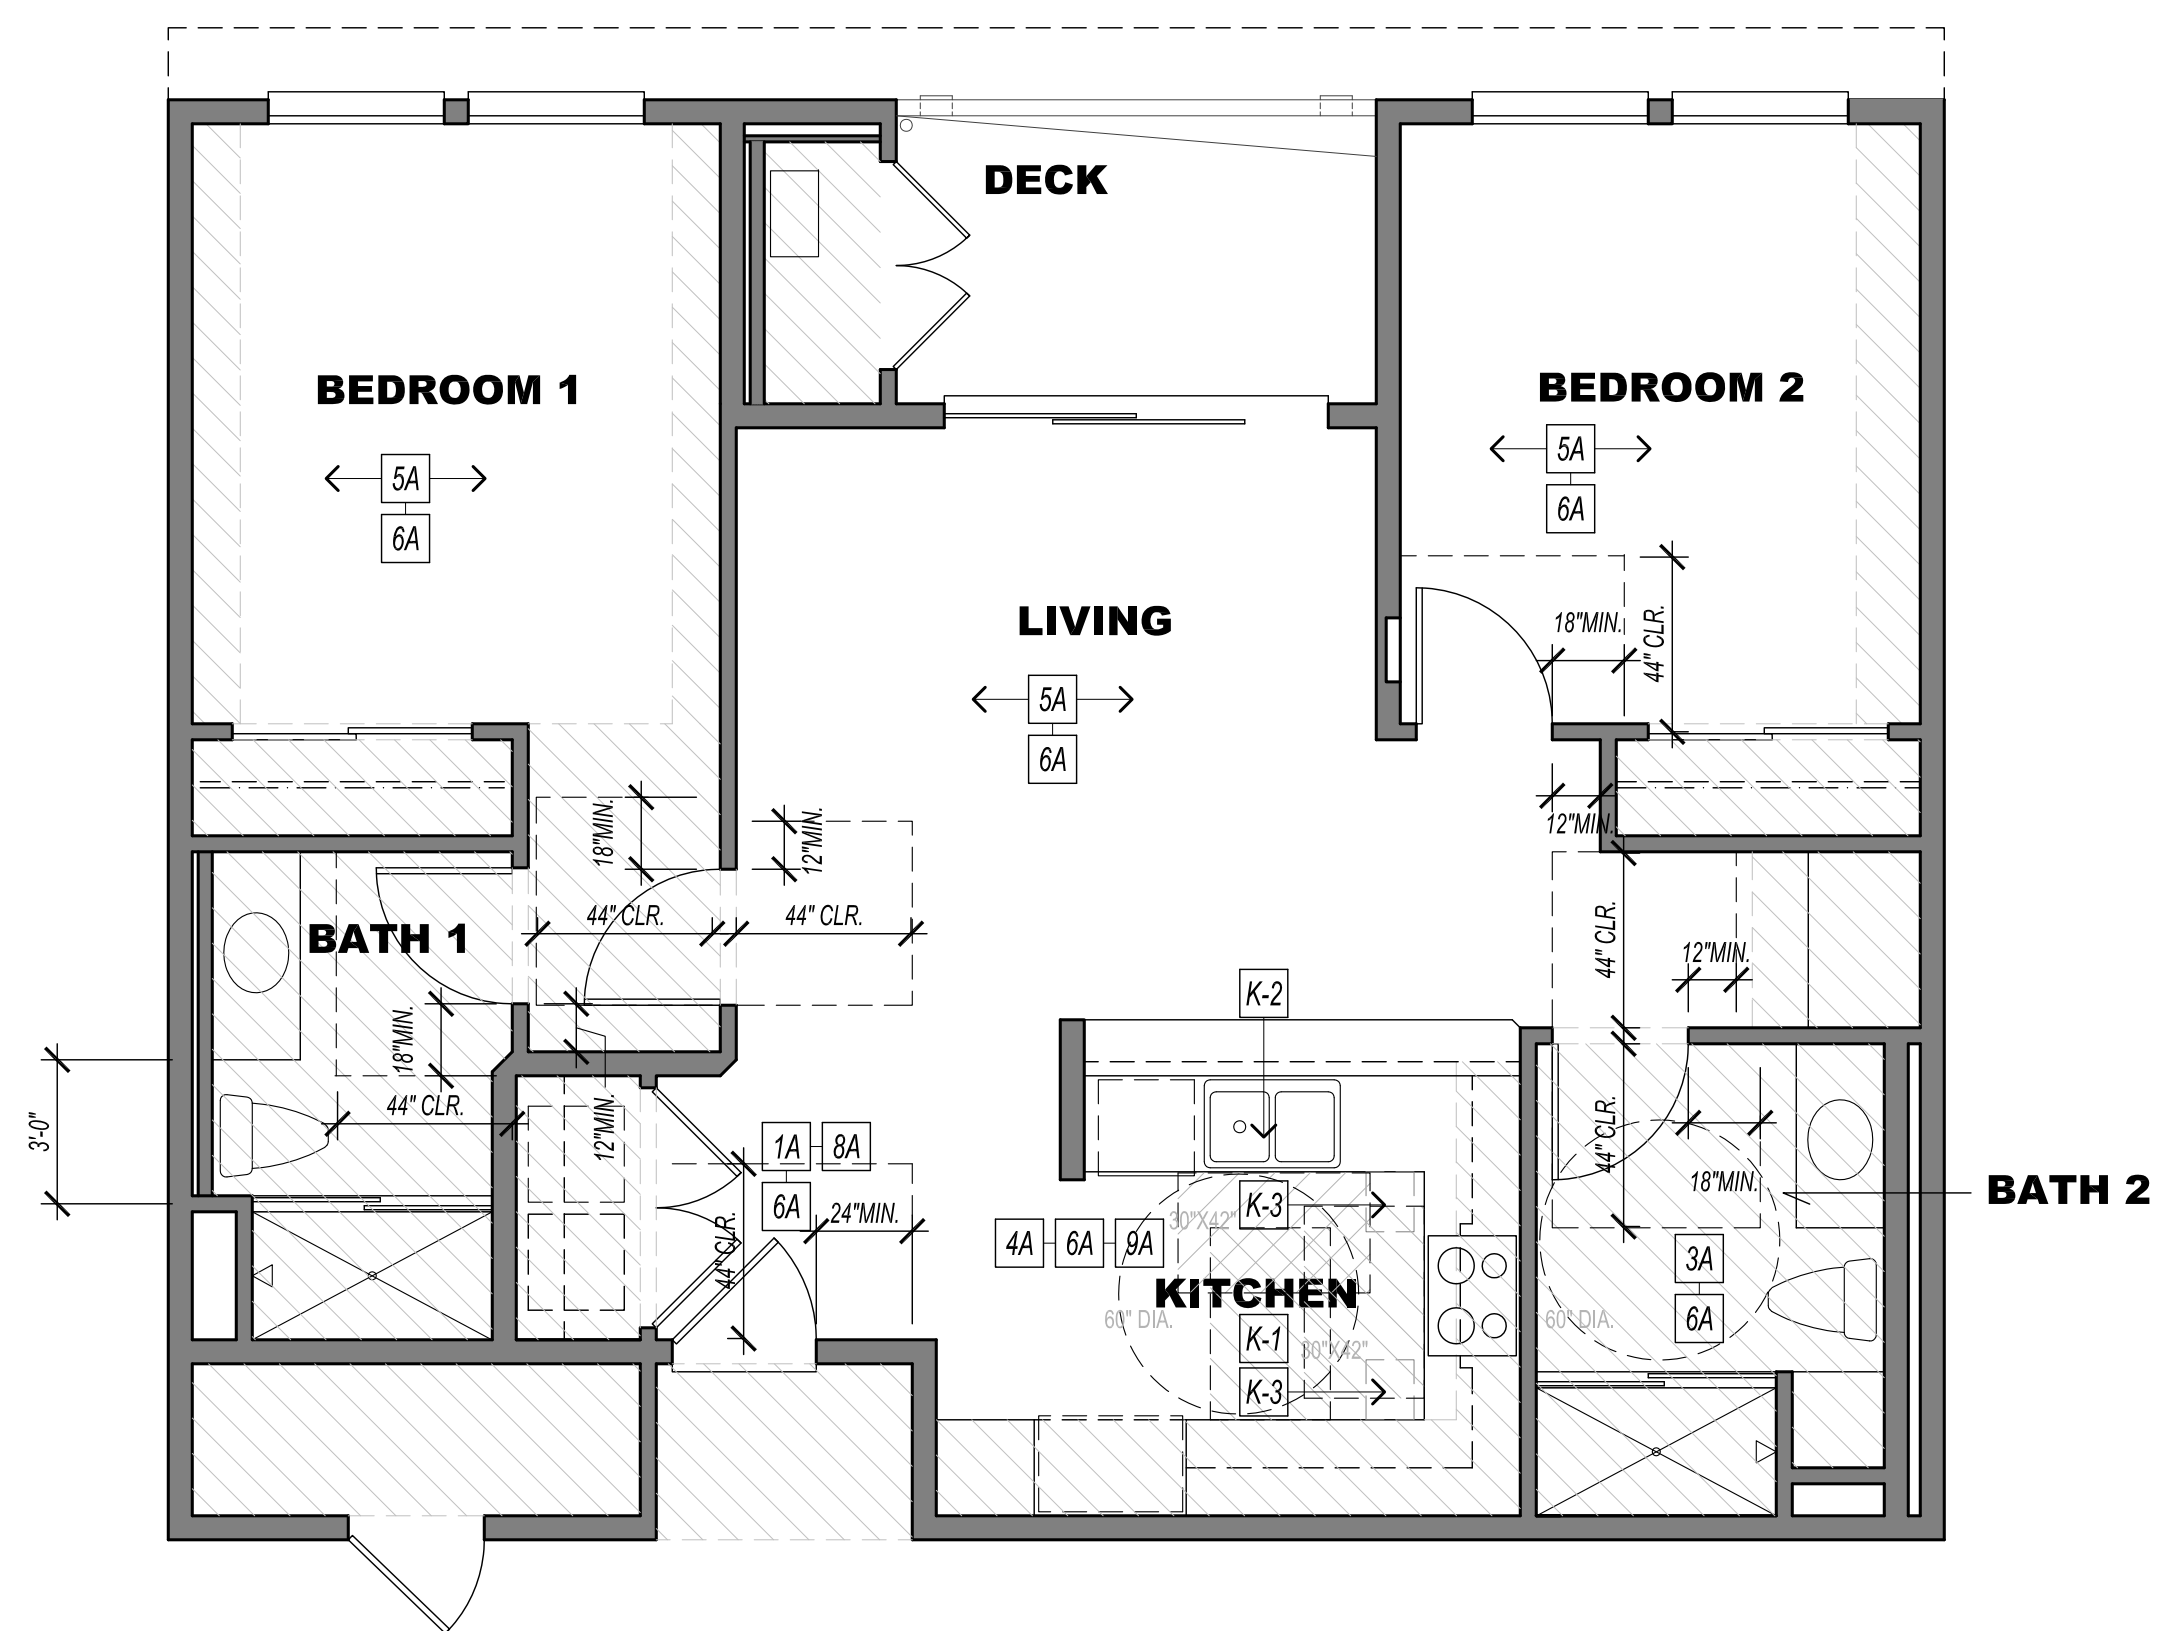 DECK
BEDROOM 1
5A
6A
BEDROOM 2
5A
6A
LIVING
5A
6A
18"MIN.
44" CLR.
18"MIN.
12"MIN.
12"MIN.
44" CLR.
44" CLR.
BATH 1
44" CLR.
12"MIN.
K-2
18"MIN.
44" CLR.
3'-0"
12"MIN.
1A
8A
6A
44" CLR.
24"MIN.
44" CLR.
18"MIN.
BATH 2
K-3
30"X42"
4A
6A
9A
KITCHEN
60" DIA.
K-1
30"X42"
K-3
3A
6A
60" DIA.